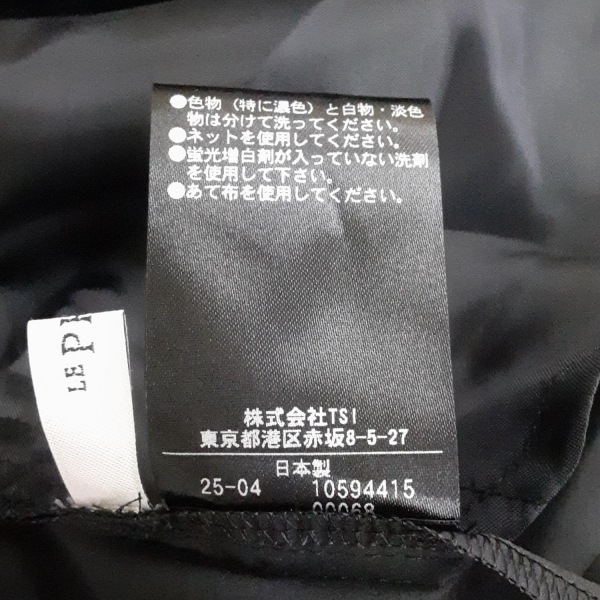 ●色物（特に濃色）と白物・淡色
物は分けて洗ってください。
●ネットを使用してください。
●蛍光増白剤が入っていない洗剤
を使用して下さい。
●あて布を使用してください。
株式会社TSI
東京都港区赤坂8-5-27
日本製
25-04 10594415
00068
LE